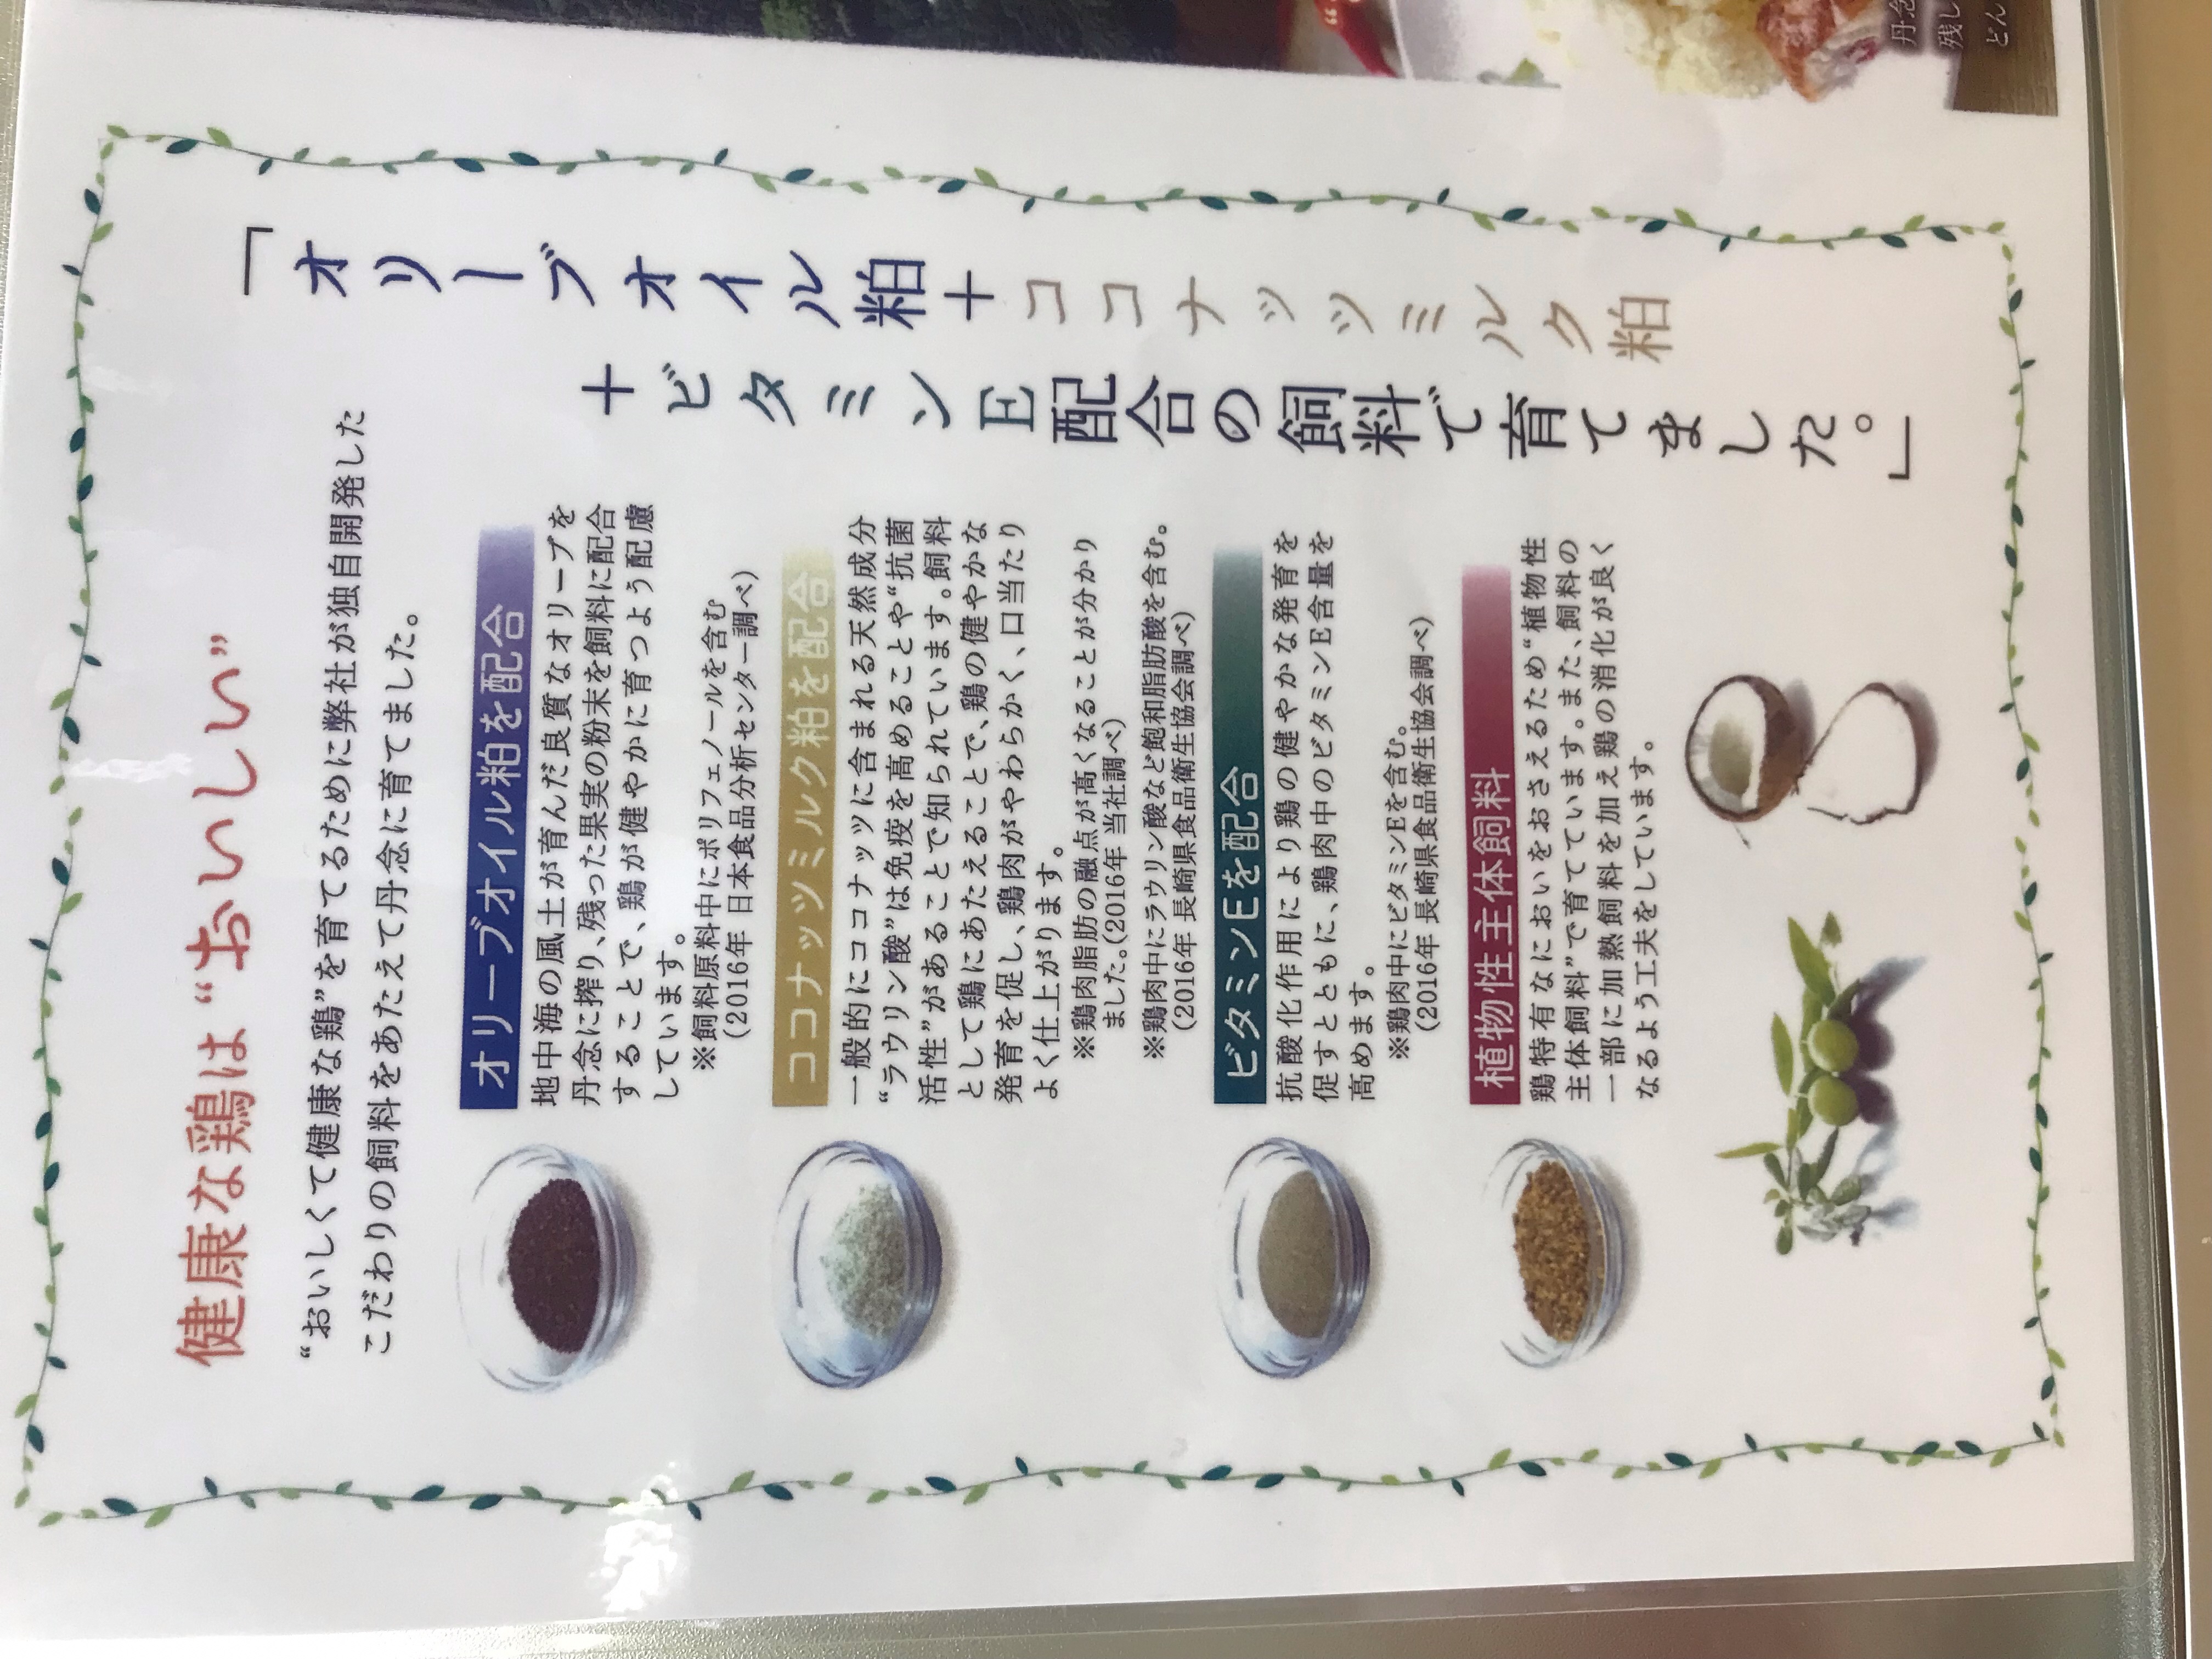 健康な鶏は“おいしい”
“おいしくて健康な鶏”を育てるために弊社が独自開発した
こだわりの飼料をあたえて丹念に育てました。
オリーブオイル粕を配合
地中海の風土が育んだ良質なオリーブを
丹念に搾り、残った果実の粉末を飼料に配合
することで、鶏が健やかに育つよう配慮
しています。
※飼料原料中にポリフェノールを含む
（2016年 日本食品分析センター調べ）
ココナッツミルク粕を配合
一般的にココナッツに含まれる天然成分
“ラウリン酸”は免疫を高めることや“抗菌
活性”があることで知られています。飼料
として鶏にあたえることで、鶏の健やかな
発育を促し、鶏肉がやわらかく、口当たり
よく仕上がります。
※鶏肉脂肪の融点が高くなることが分かり
ました。（2016年 当社調べ）
※鶏肉中にラウリン酸など飽和脂肪酸を含む。
（2016年 長崎県食品衛生協会調べ）
ビタミンEを配合
抗酸化作用により鶏の健やかな発育を
促すとともに、鶏肉中のビタミンE含量を
高めます。
※鶏肉中にビタミンEを含む。
（2016年 長崎県食品衛生協会調べ）
植物性主体飼料
鶏特有なにおいをおさえるため“植物性
主体飼料”で育てています。また、飼料の
一部に加熱飼料を加え鶏の消化が良く
なるよう工夫をしています。
「オリーブオイル粕＋ココナッツミルク粕
＋ビタミンE配合の飼料で育てました。」
丹念
残し
どん